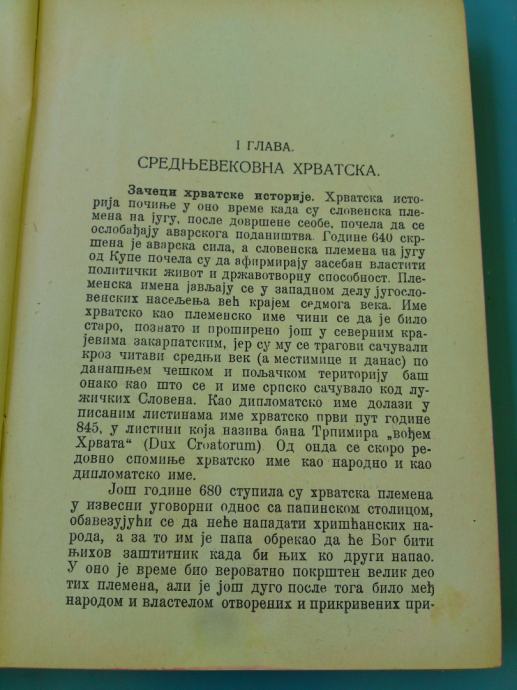 I ГЛАВА.
СРЕДЊЕВЕКОВНА ХРВАТСКА.
Зачеци хрватске историје. Хрватска исто-
рија почиње у оно време када су словенска пле-
мена на југу, после довршене сеобе, почела да се
ослобађају аварског подаништва. Године 640 скр-
шена је аварска сила, а словенска племена на југу
од Купе почела су да афирмирају засебан властити
политички живот и државотворну способност. Пле-
менска имена јављају се у западном делу југосло-
венских насељења већ крајем седмога века. Име
хрватско као племенско име чини се да је било
старо, познато и проширено још у северним кра-
јевима закарпатским, јер су му се трагови сачували
кроз читави средњи век (а местимице и данас) по
данашњем чешком и пољачком територију баш
онако као што се и име српско сачувало код лу-
жичких Словена. Као дипломатско име долази у
писаним листинама име хрватско први пут године
845, у листини која назива бана Трпимира „вођем
Хрвата“ (Dux Croatorum). Од онда се скоро ре-
довно спомиње хрватско име као народно и као
дипломатско име.
Још године 680 ступила су хрватска племена
у извесни уговорни однос са папинском столицом,
обавезујући се да неће нападати хришћанских на-
рода, а за то им је папа обрекао да ће Бог бити
њихов заштитник када би њих ко други напао.
У оно је време био вероватно покрштен велик део
тих племена, али је још дуго после тога било међ
народом и властелом отворених и прикривених при-